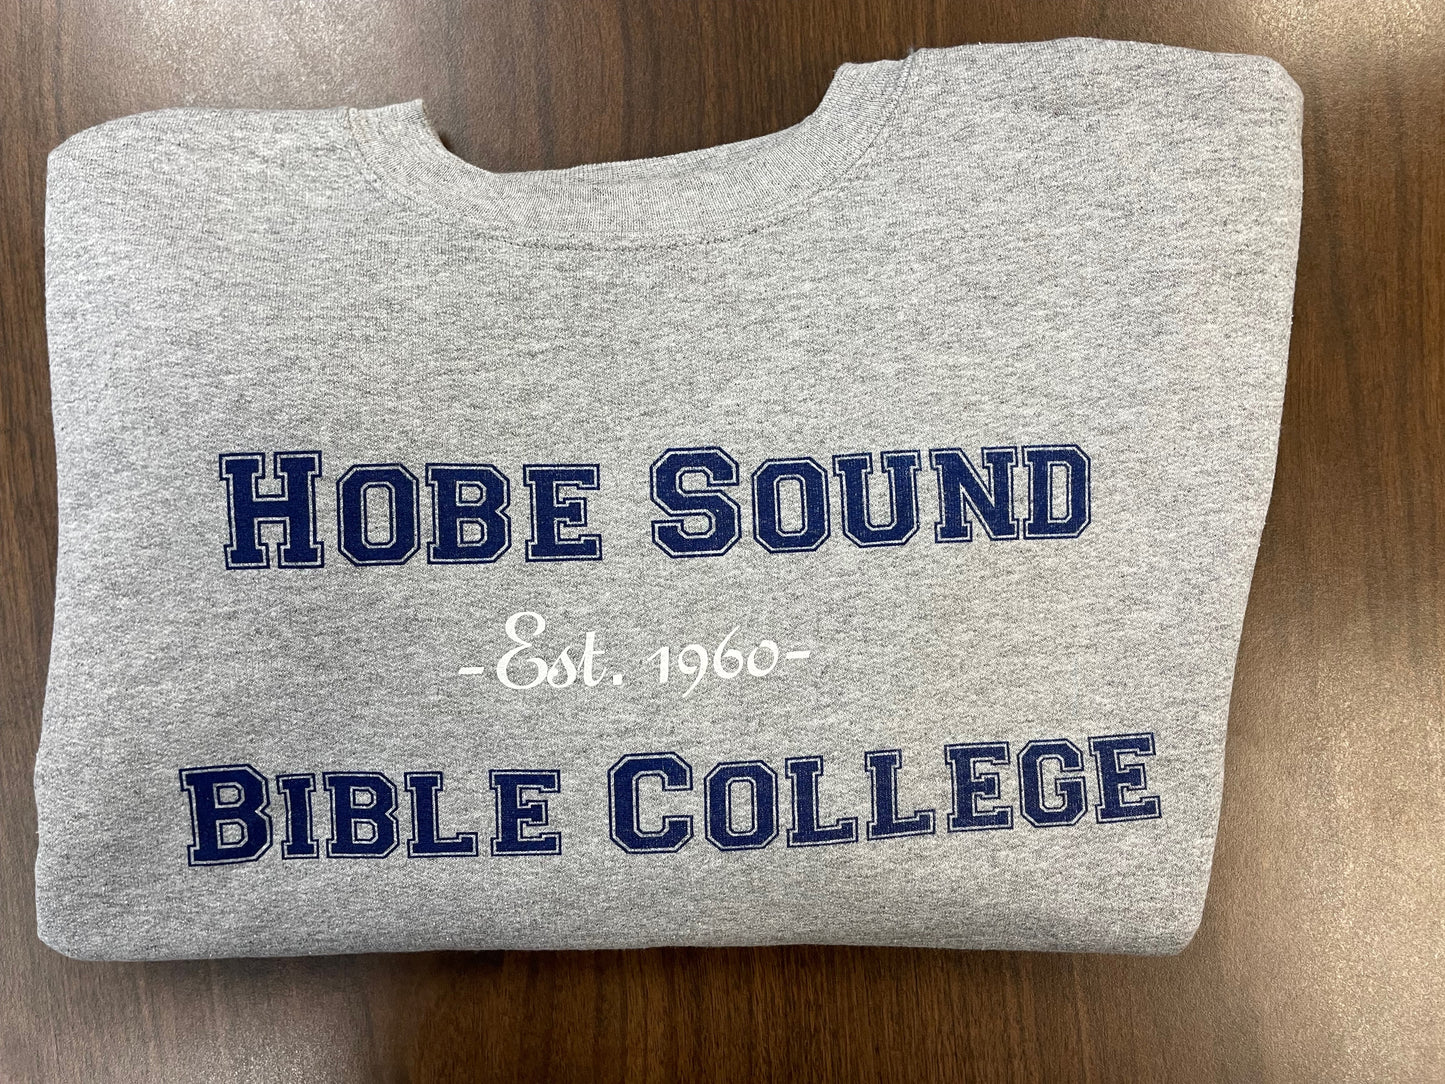 HOBE SOUND
-Est. 1960-
BIBLE COLLEGE